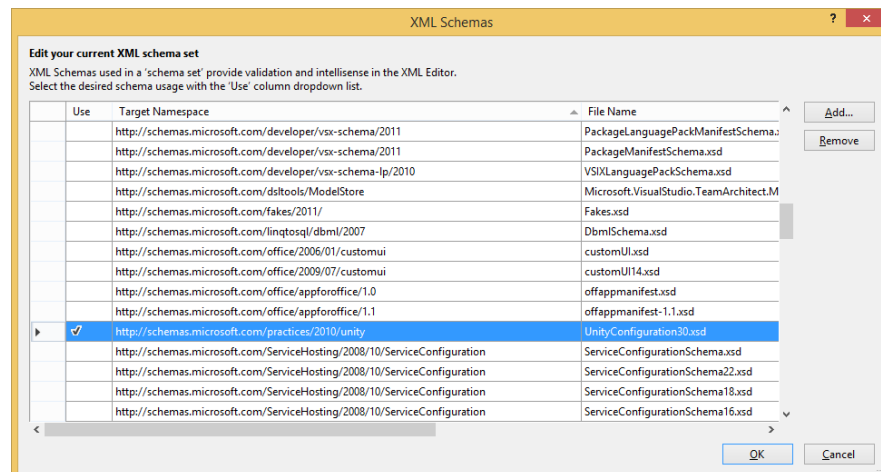 XML Schemas
?
Edit your current XML schema set
XML Schemas used in a 'schema set' provide validation and intellisense in the XML Editor.
Select the desired schema usage with the 'Use' column dropdown list.
Use Target Namespace File Name
Add...
http://schemas.microsoft.com/developer/vsx-schema/2011 PackageLanguagePackManifestSchema.
Remove
http://schemas.microsoft.com/developer/vsx-schema/2011 PackageManifestSchema.xsd
http://schemas.microsoft.com/developer/vsx-schema-lp/2010 VSIXLanguagePackSchema.xsd
http://schemas.microsoft.com/dsltools/ModelStore Microsoft.VisualStudio.TeamArchitect.M
http://schemas.microsoft.com/fakes/2011/ Fakes.xsd
http://schemas.microsoft.com/linqtosql/dbml/2007 DbmlSchema.xsd
http://schemas.microsoft.com/office/2006/01/customui customUI.xsd
http://schemas.microsoft.com/office/2009/07/customui customUI14.xsd
http://schemas.microsoft.com/office/appforoffice/1.0 offappmanifest.xsd
http://schemas.microsoft.com/office/appforoffice/1.1 offappmanifest-1.1.xsd
http://schemas.microsoft.com/practices/2010/unity UnityConfiguration30.xsd
http://schemas.microsoft.com/ServiceHosting/2008/10/ServiceConfiguration ServiceConfigurationSchema.xsd
http://schemas.microsoft.com/ServiceHosting/2008/10/ServiceConfiguration ServiceConfigurationSchema22.xsd
http://schemas.microsoft.com/ServiceHosting/2008/10/ServiceConfiguration ServiceConfigurationSchema18.xsd
http://schemas.microsoft.com/ServiceHosting/2008/10/ServiceConfiguration ServiceConfigurationSchema16.xsd
OK Cancel